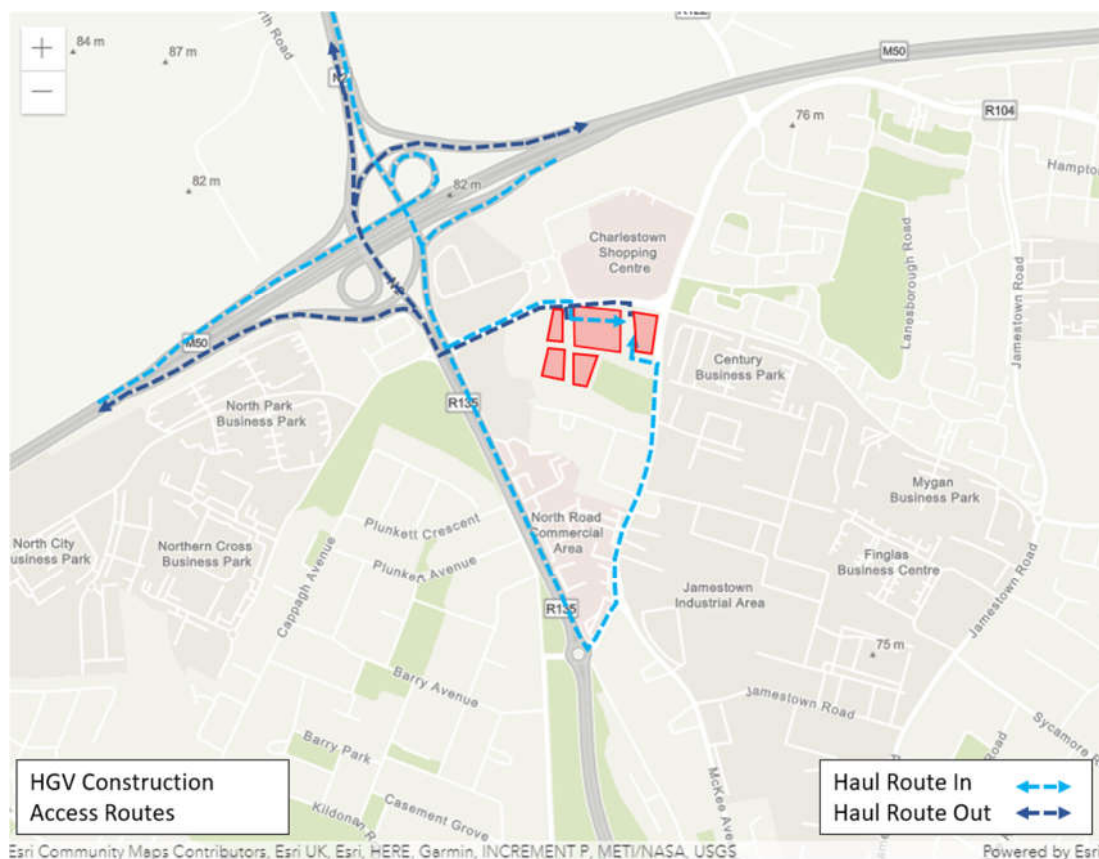 +
−
84 m
87 m
rth Road
N2
R122
M50
82 m
82 m
76 m
R104
Hampto
Charlestown
Shopping
Centre
Lanesborough Road
Jamestown Road
M50
Century
Business Park
North Park
Business Park
R135
Mygan
Business Park
North City
usiness Park
Northern Cross
Business Park
Cappagh Avenue
Plunkett Crescent
Plunkett Avenue
North Road
Commercial
Area
Finglas
Business Centre
Jamestown
Industrial Area
Jamestown Road
R135
75 m
Barry Avenue
Jamestown Road
Sycamore R
Road
Barry Park
McKee Ave
Casement Grove
Kildonan R
HGV Construction
Access Routes
Haul Route In
Haul Route Out
Esri Community Maps Contributors, Esri UK, Esri, HERE, Garmin, INCREMENT P, METI/NASA, USGS
Powered by Esri